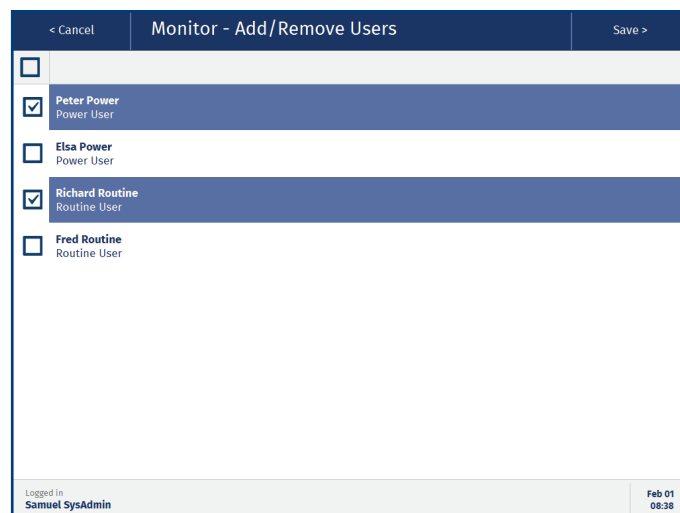 < Cancel
Monitor - Add/Remove Users
Save >
Peter Power
Power User
Elsa Power
Power User
Richard Routine
Routine User
Fred Routine
Routine User
Logged in
Samuel SysAdmin
Feb 01
08:38